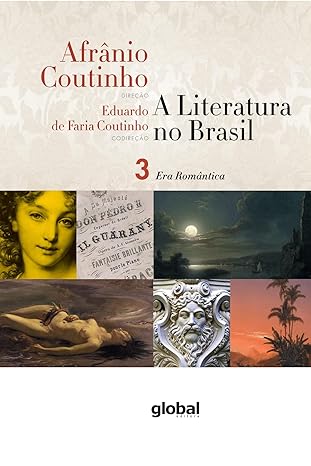 Afrânio
Coutinho
DIREÇÃO
Eduardo
de Faria Coutinho
CODIREÇÃO
A Literatura
no Brasil
3 Era Romântica
DON PEDRO II
IL GUARANY
FANTAISIE BRILLANTE
global
editora